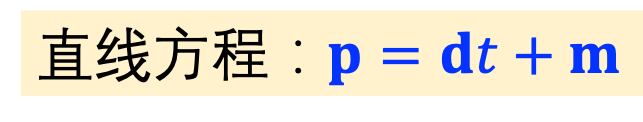 直线方程：p = dt + m